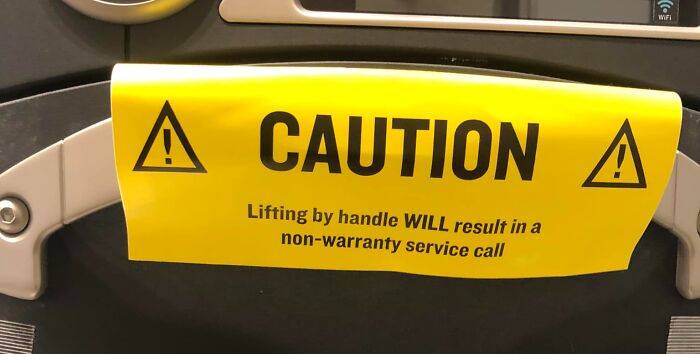 WiFi
CAUTION
Lifting by handle WILL result in a
non-warranty service call